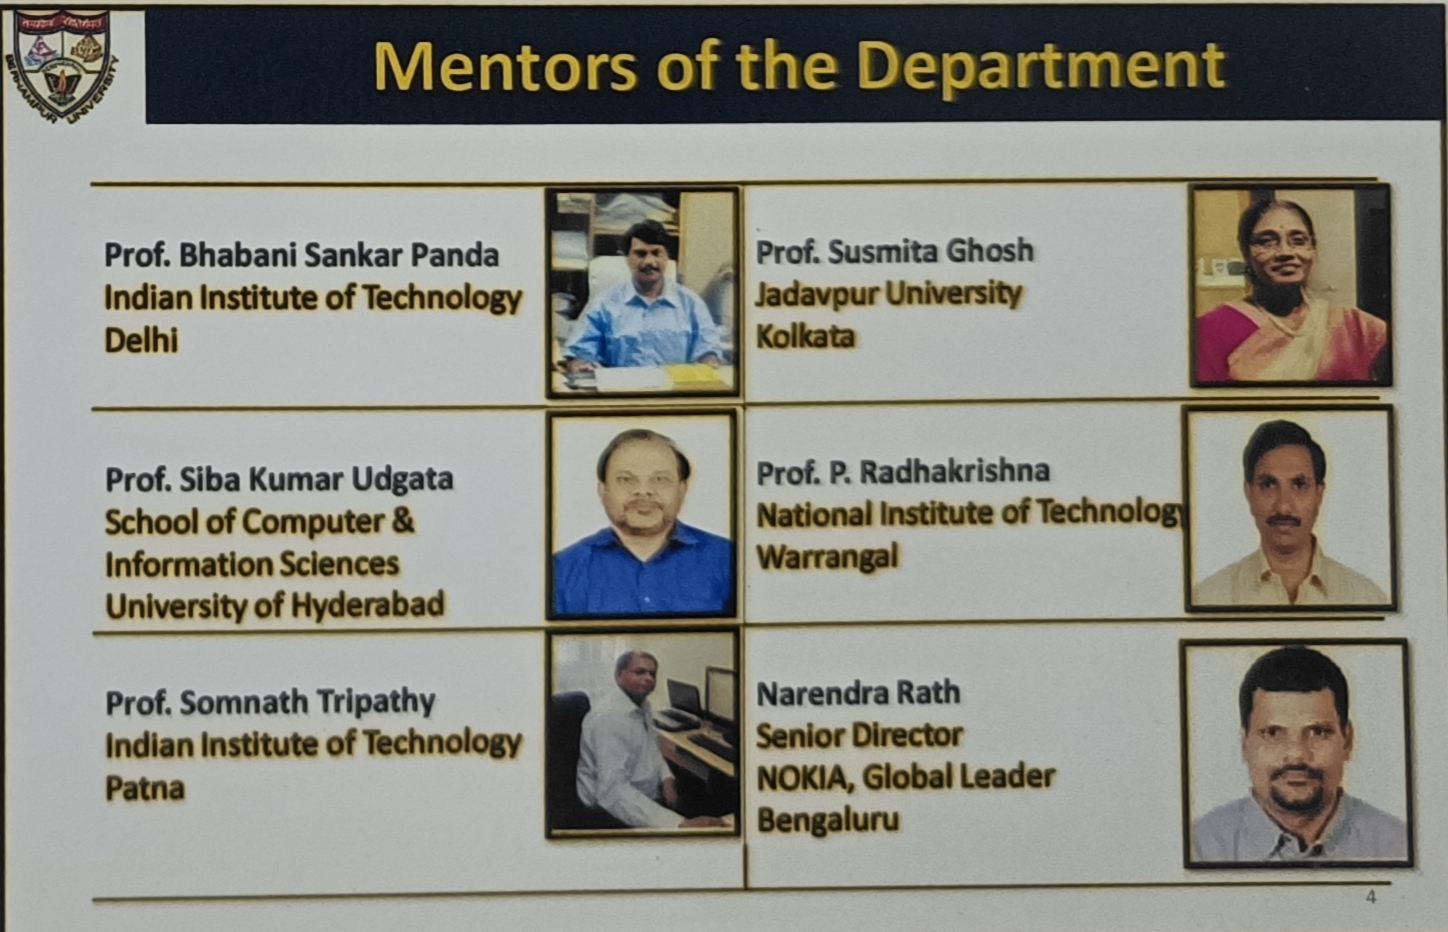 BERHAMPUR UNIVERSITY
Mentors of the Department
Prof. Bhabani Sankar Panda
Indian Institute of Technology
Delhi
Prof. Susmita Ghosh
Jadavpur University
Kolkata
Prof. Siba Kumar Udgata
School of Computer &
Information Sciences
University of Hyderabad
Prof. P. Radhakrishna
National Institute of Technology
Warrangal
Prof. Somnath Tripathy
Indian Institute of Technology
Patna
Narendra Rath
Senior Director
NOKIA, Global Leader
Bengaluru
4